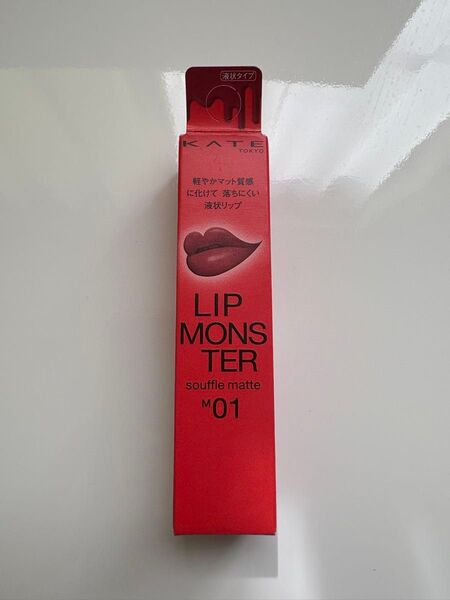 液状タイプ
KATE
TOKYO
軽やかマット質感
に化けて 落ちにくい
液状リップ
LIP
MONS
TER
souffle matte
M01